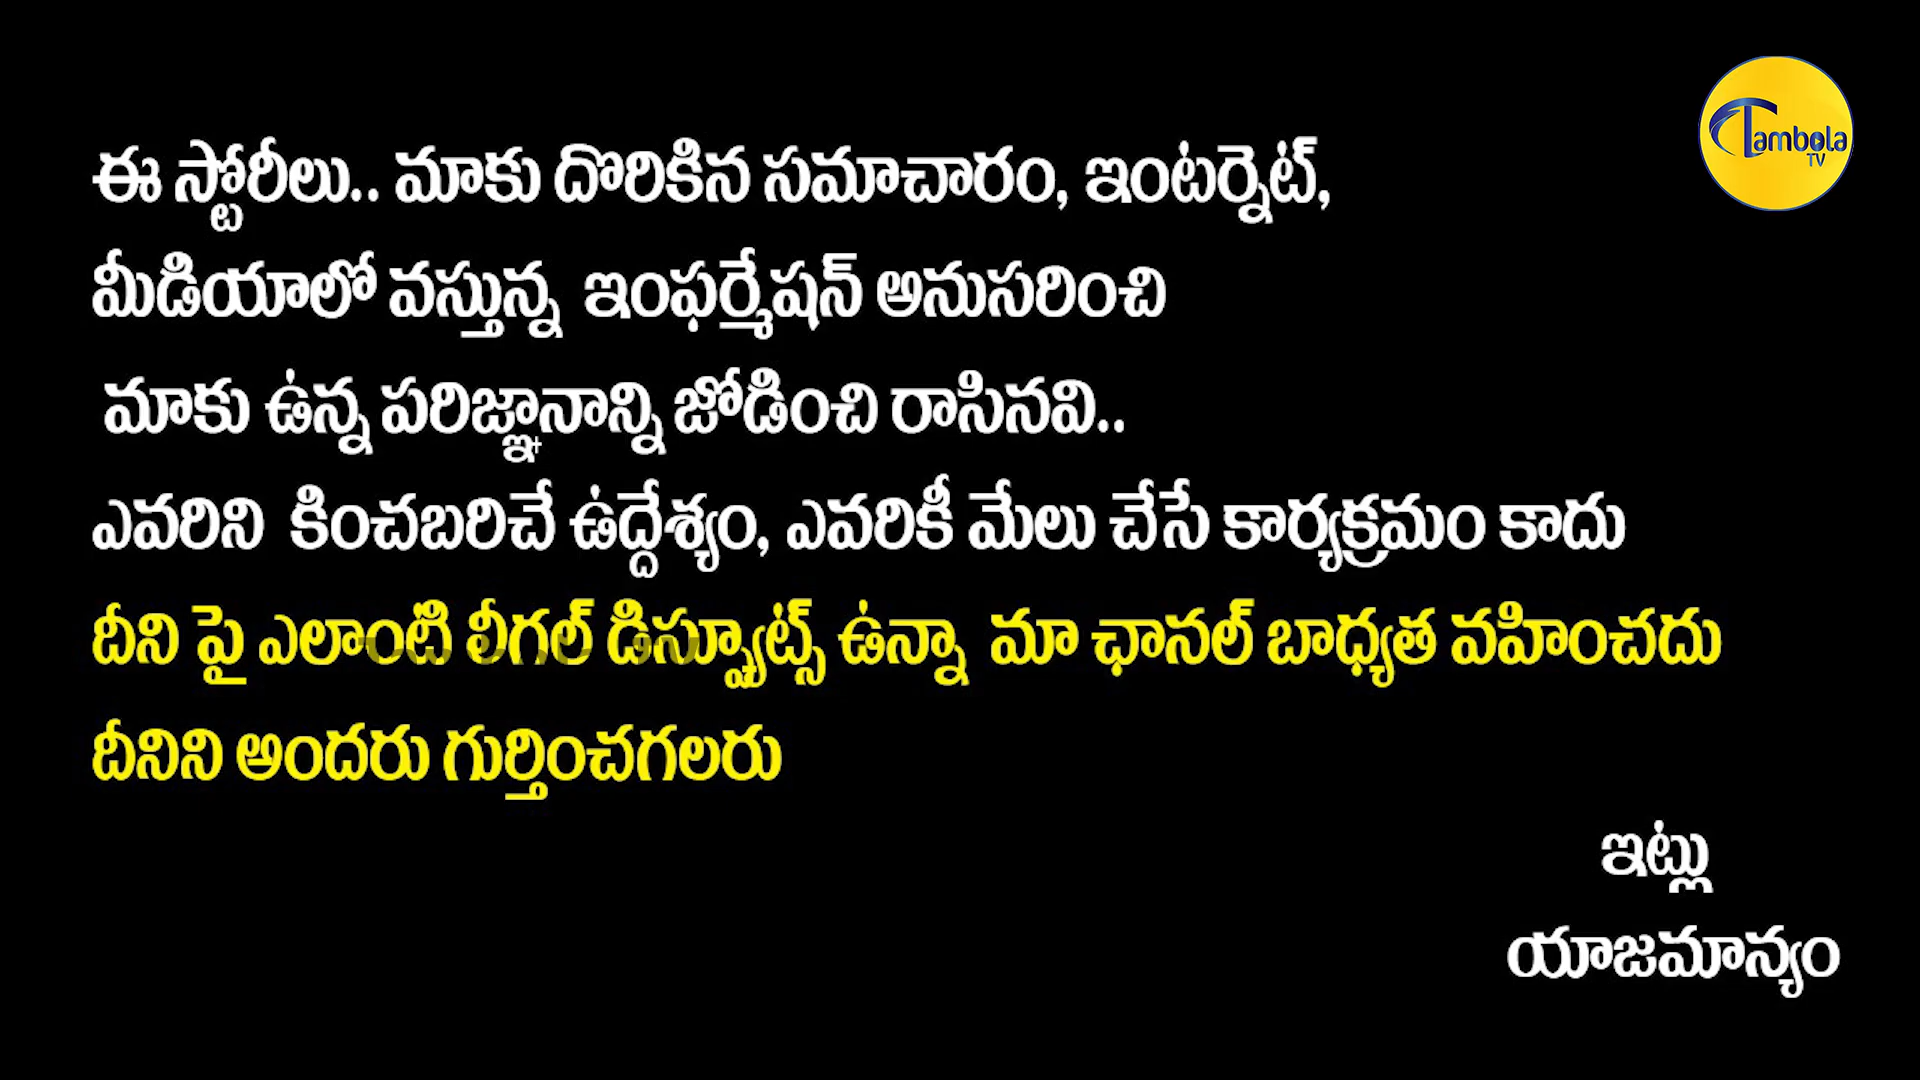 Tambola
TV
ఈ స్టోరీలు.. మాకు దొరికిన సమాచారం, ఇంటర్నెట్,
మీడియాలో వస్తున్న ఇంఫర్మేషన్ అనుసరించి
మాకు ఉన్న పరిజ్ఞానాన్ని జోడించి రాసినవి..
ఎవరిని కించబరిచే ఉద్దేశ్యం, ఎవరికీ మేలు చేసే కార్యక్రమం కాదు
దీని పై ఎలాంటి లీగల్ డిస్ప్యూట్స్ ఉన్నా మా ఛానల్ బాధ్యత వహించదు
దీనిని అందరు గుర్తించగలరు
ఇట్లు
యాజమాన్యం